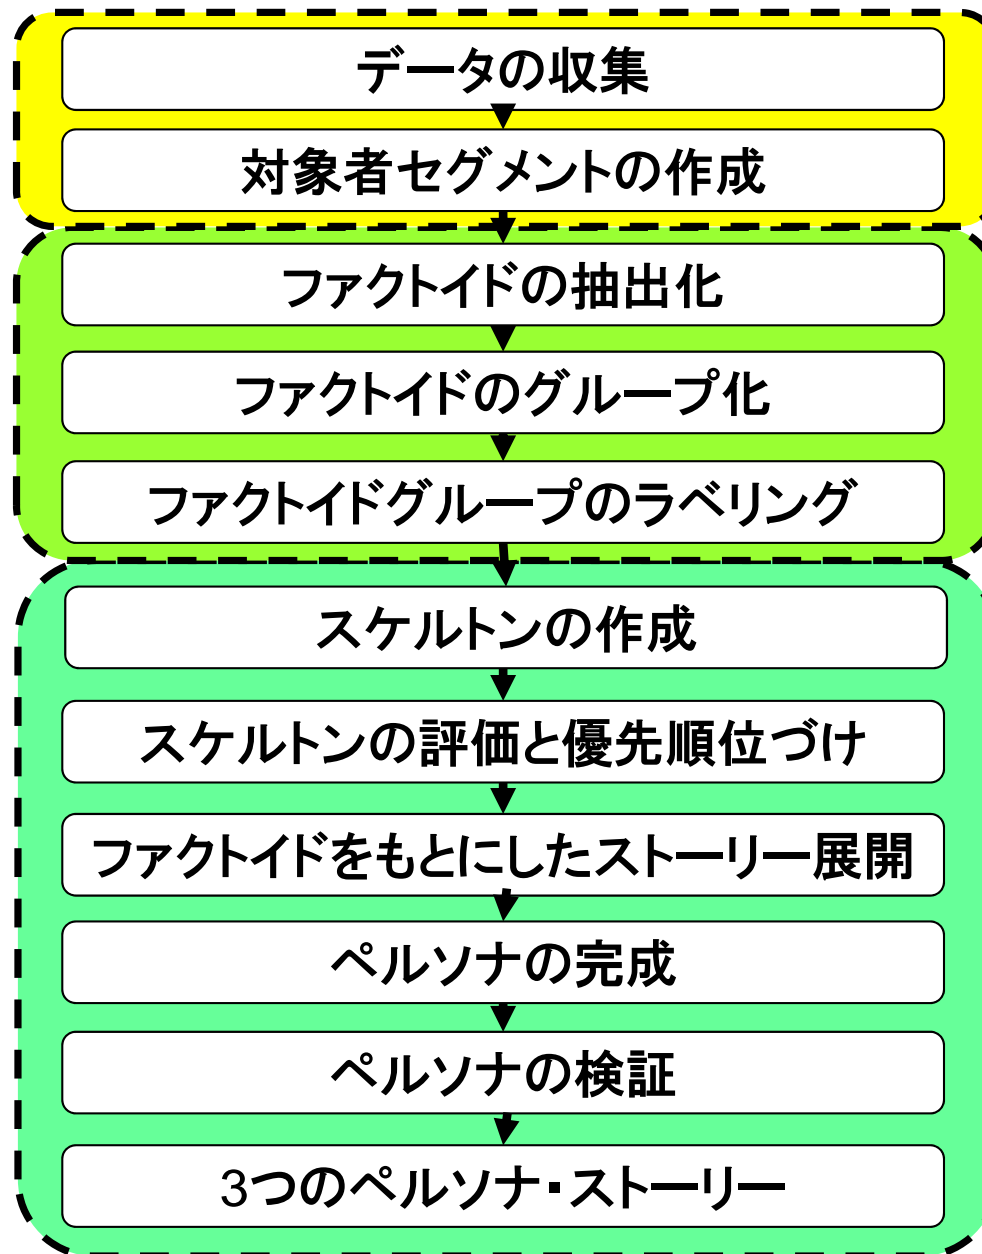 データの収集
対象者セグメントの作成
ファクトイドの抽出化
ファクトイドのグループ化
ファクトイドグループのラベリング
スケルトンの作成
スケルトンの評価と優先順位づけ
ファクトイドをもとにしたストーリー展開
ペルソナの完成
ペルソナの検証
3つのペルソナ・ストーリー